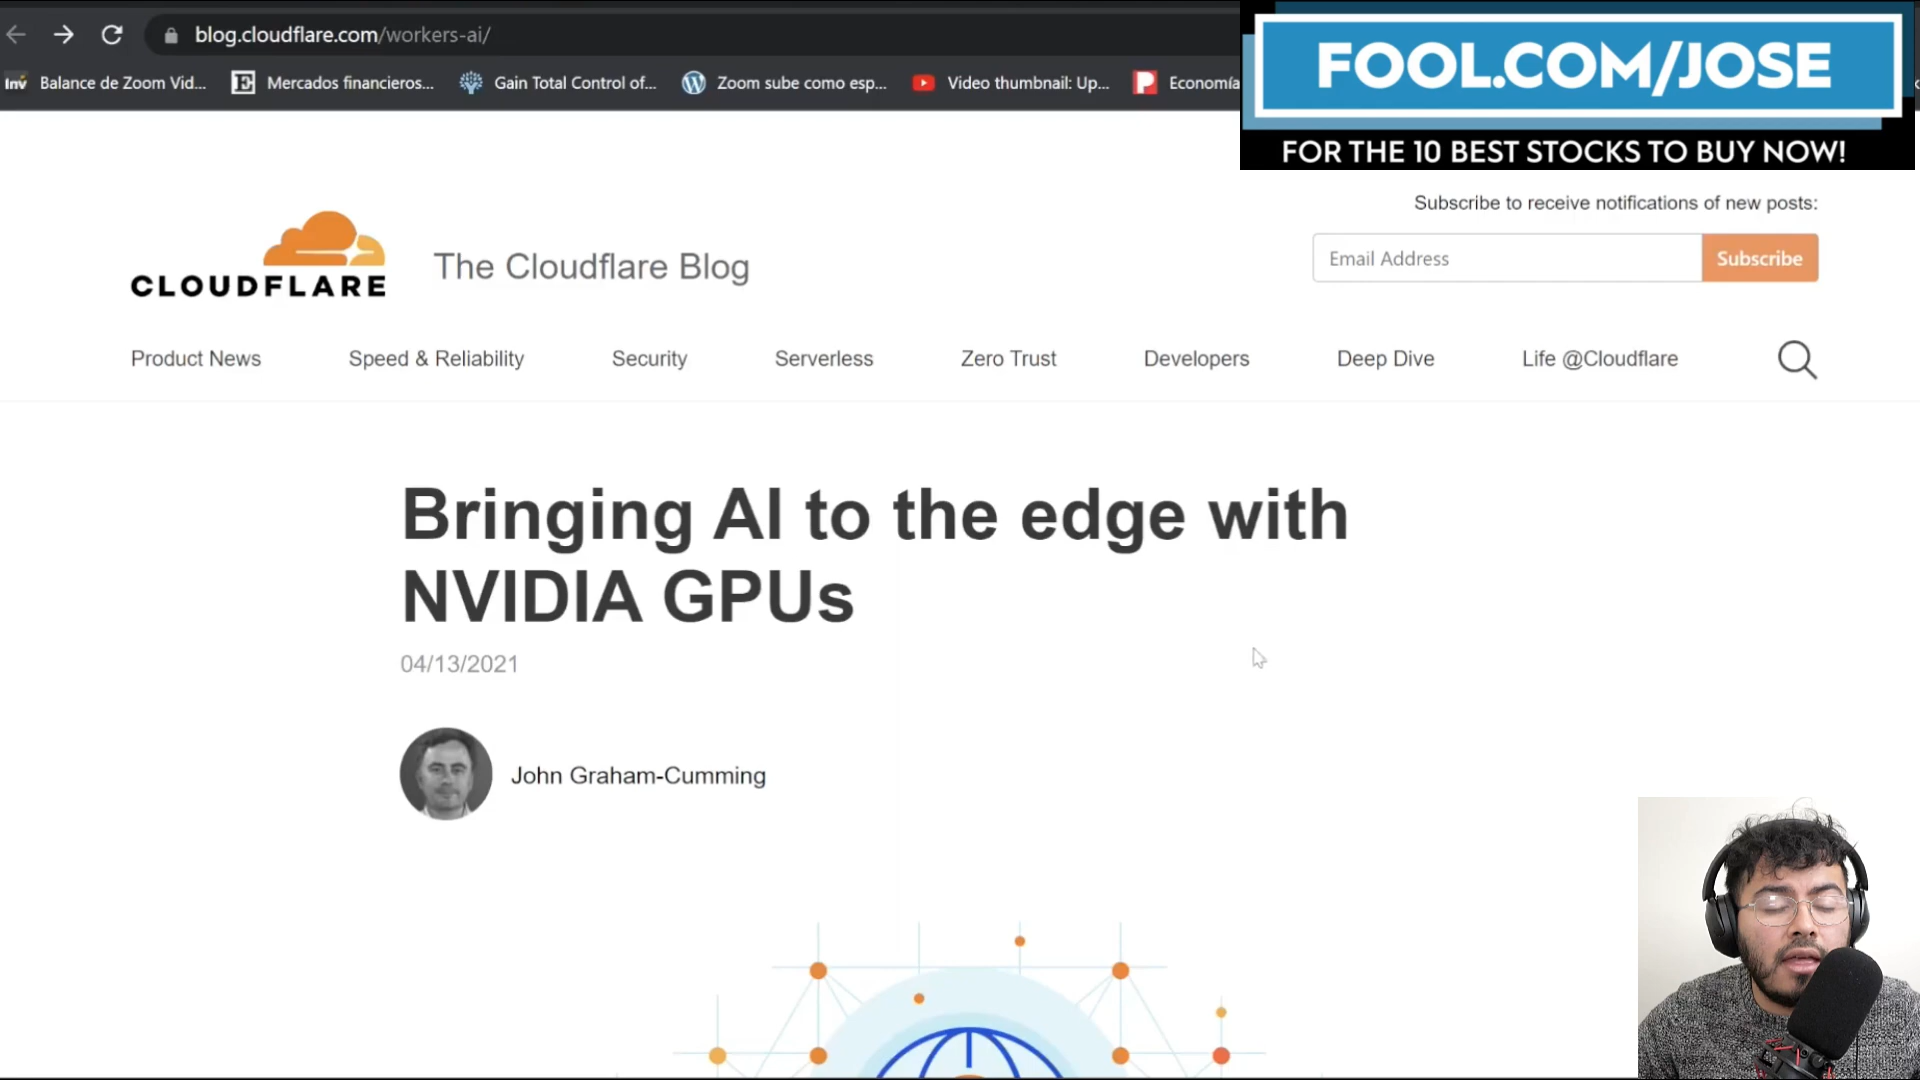 blog.cloudflare.com/workers-ai/
FOOL.COM/JOSE
inv Balance de Zoom Vid... E Mercados financieros... Gain Total Control of... Zoom sube como esp... Video thumbnail: Up... Economía
FOR THE 10 BEST STOCKS TO BUY NOW!
Subscribe to receive notifications of new posts:
CLOUDFLARE
The Cloudflare Blog
Email Address Subscribe
Product News Speed & Reliability Security Serverless Zero Trust Developers Deep Dive Life @Cloudflare
Bringing AI to the edge with
NVIDIA GPUs
04/13/2021
John Graham-Cumming